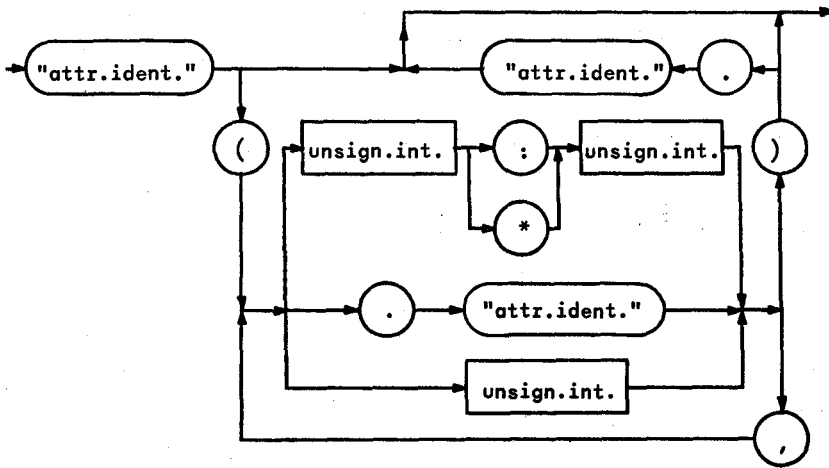 "attr.ident."
"attr.ident."
.
(
unsign.int.
:
unsign.int.
)
*
.
"attr.ident."
unsign.int.
,